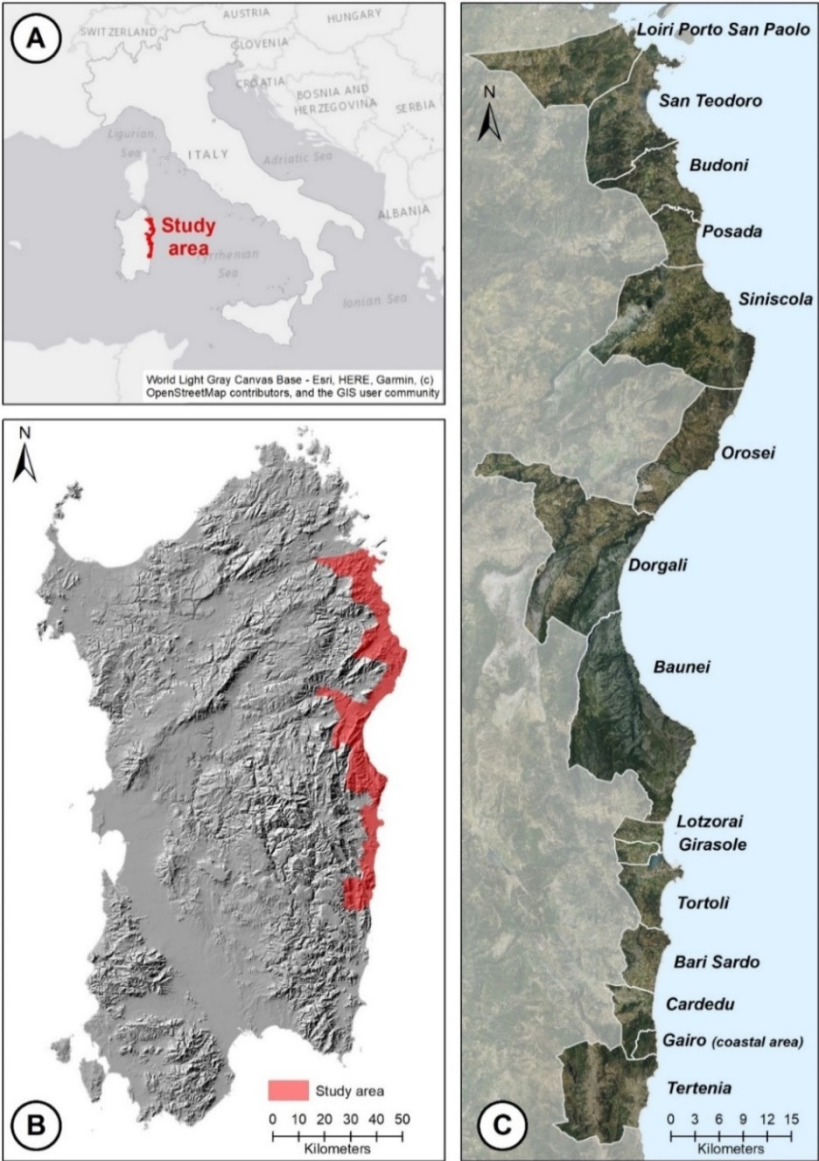 A
SWITZERLAND
AUSTRIA
HUNGARY
SLOVENIA
CROATIA
BOSNIA AND
HERZEGOVINA
SERBIA
Ligurian
Sea
ITALY
Adriatic Sea
ALBANIA
Study
area
Tyrrhenian
Sea
Ionian Sea
World Light Gray Canvas Base - Esri, HERE, Garmin, (c)
OpenStreetMap contributors, and the GIS user community
N
B
Study area
0 10 20 30 40 50
Kilometers
N
Loiri Porto San Paolo
San Teodoro
Budoni
Posada
Siniscola
Orosei
Dorgali
Baunei
Lotzorai
Girasole
Tortoli
Bari Sardo
Cardedu
Gairo (coastal area)
Tertenia
C
0 3 6 9 12 15
Kilometers